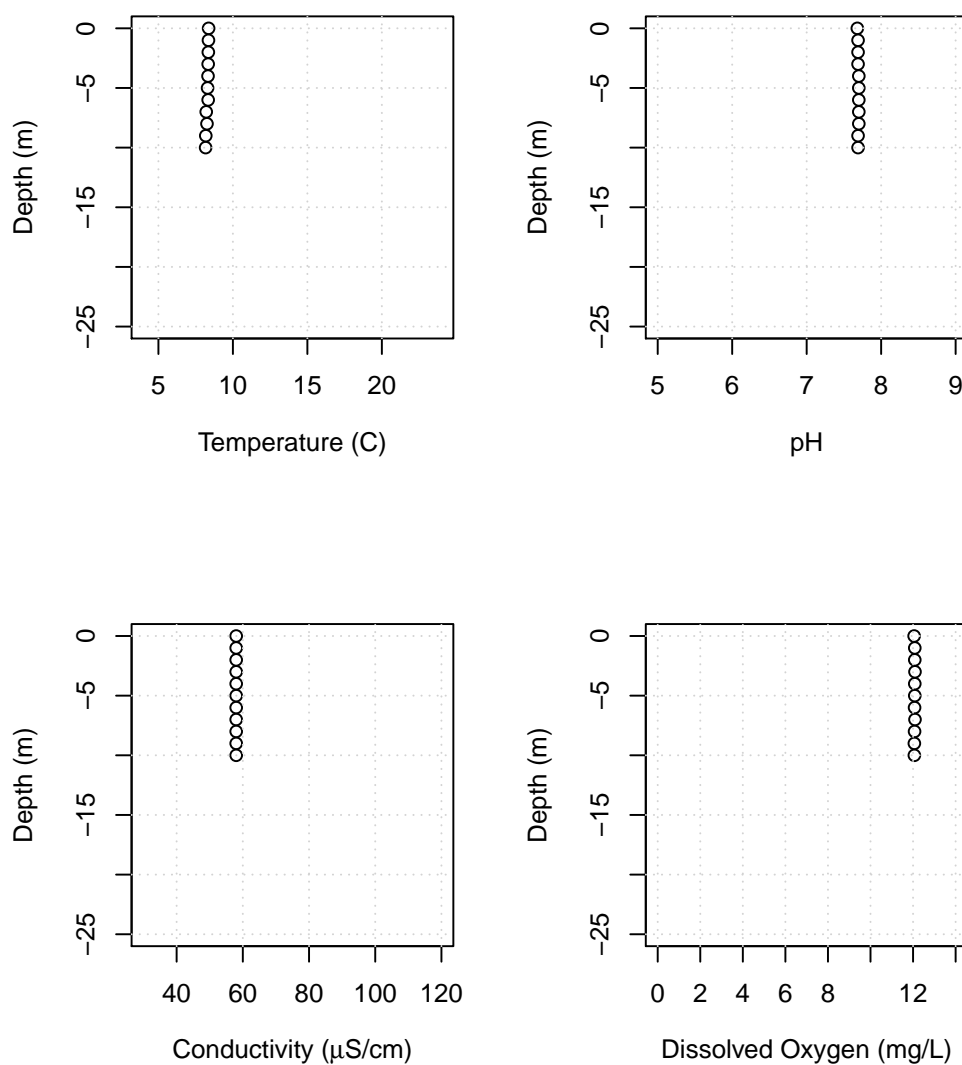 0
−5
−15
−25
Depth (m)
5 10 15 20
Temperature (C)
0
−5
−15
−25
Depth (m)
5 6 7 8 9
pH
0
−5
−15
−25
Depth (m)
40 60 80 100 120
Conductivity (μS/cm)
0
−5
−15
−25
Depth (m)
0 2 4 6 8 12
Dissolved Oxygen (mg/L)